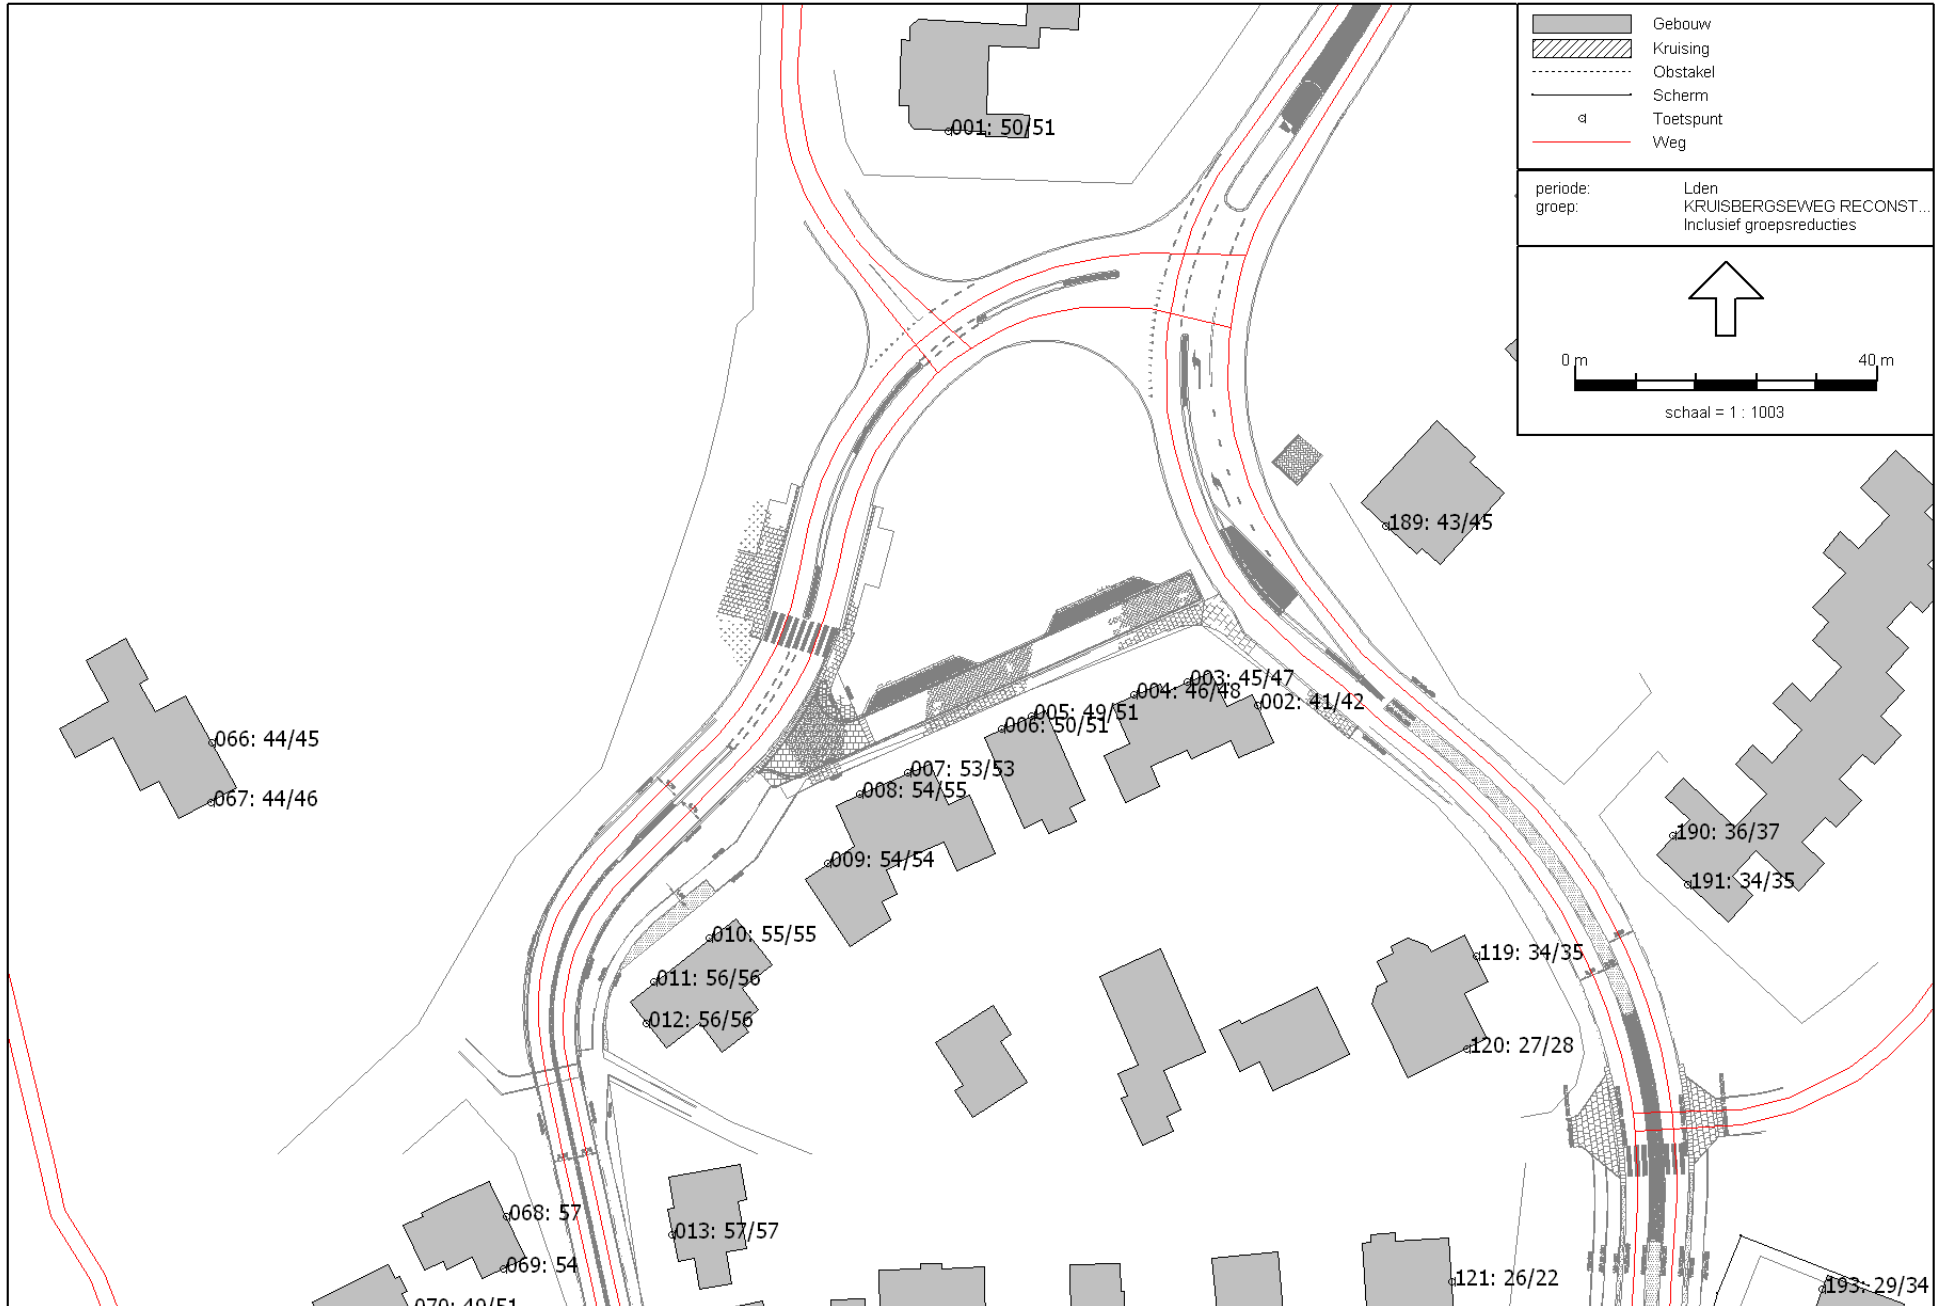 Gebouw
Kruising
Obstakel
Scherm
Toetspunt
Weg
periode: Lden
groep: KRUISBERGSEWEG RECONST...
Inclusief groepsreducties
0 m 40 m
schaal = 1 : 1003
001: 50/51
189: 43/45
003: 45/47
004: 46/48
002: 41/42
005: 49/51
006: 50/51
066: 44/45
007: 53/53
008: 54/55
067: 44/46
190: 36/37
009: 54/54
191: 34/35
010: 55/55
119: 34/35
011: 56/56
012: 56/56
120: 27/28
068: 57
013: 57/57
069: 54
121: 26/22
193: 29/34
070: 49/51